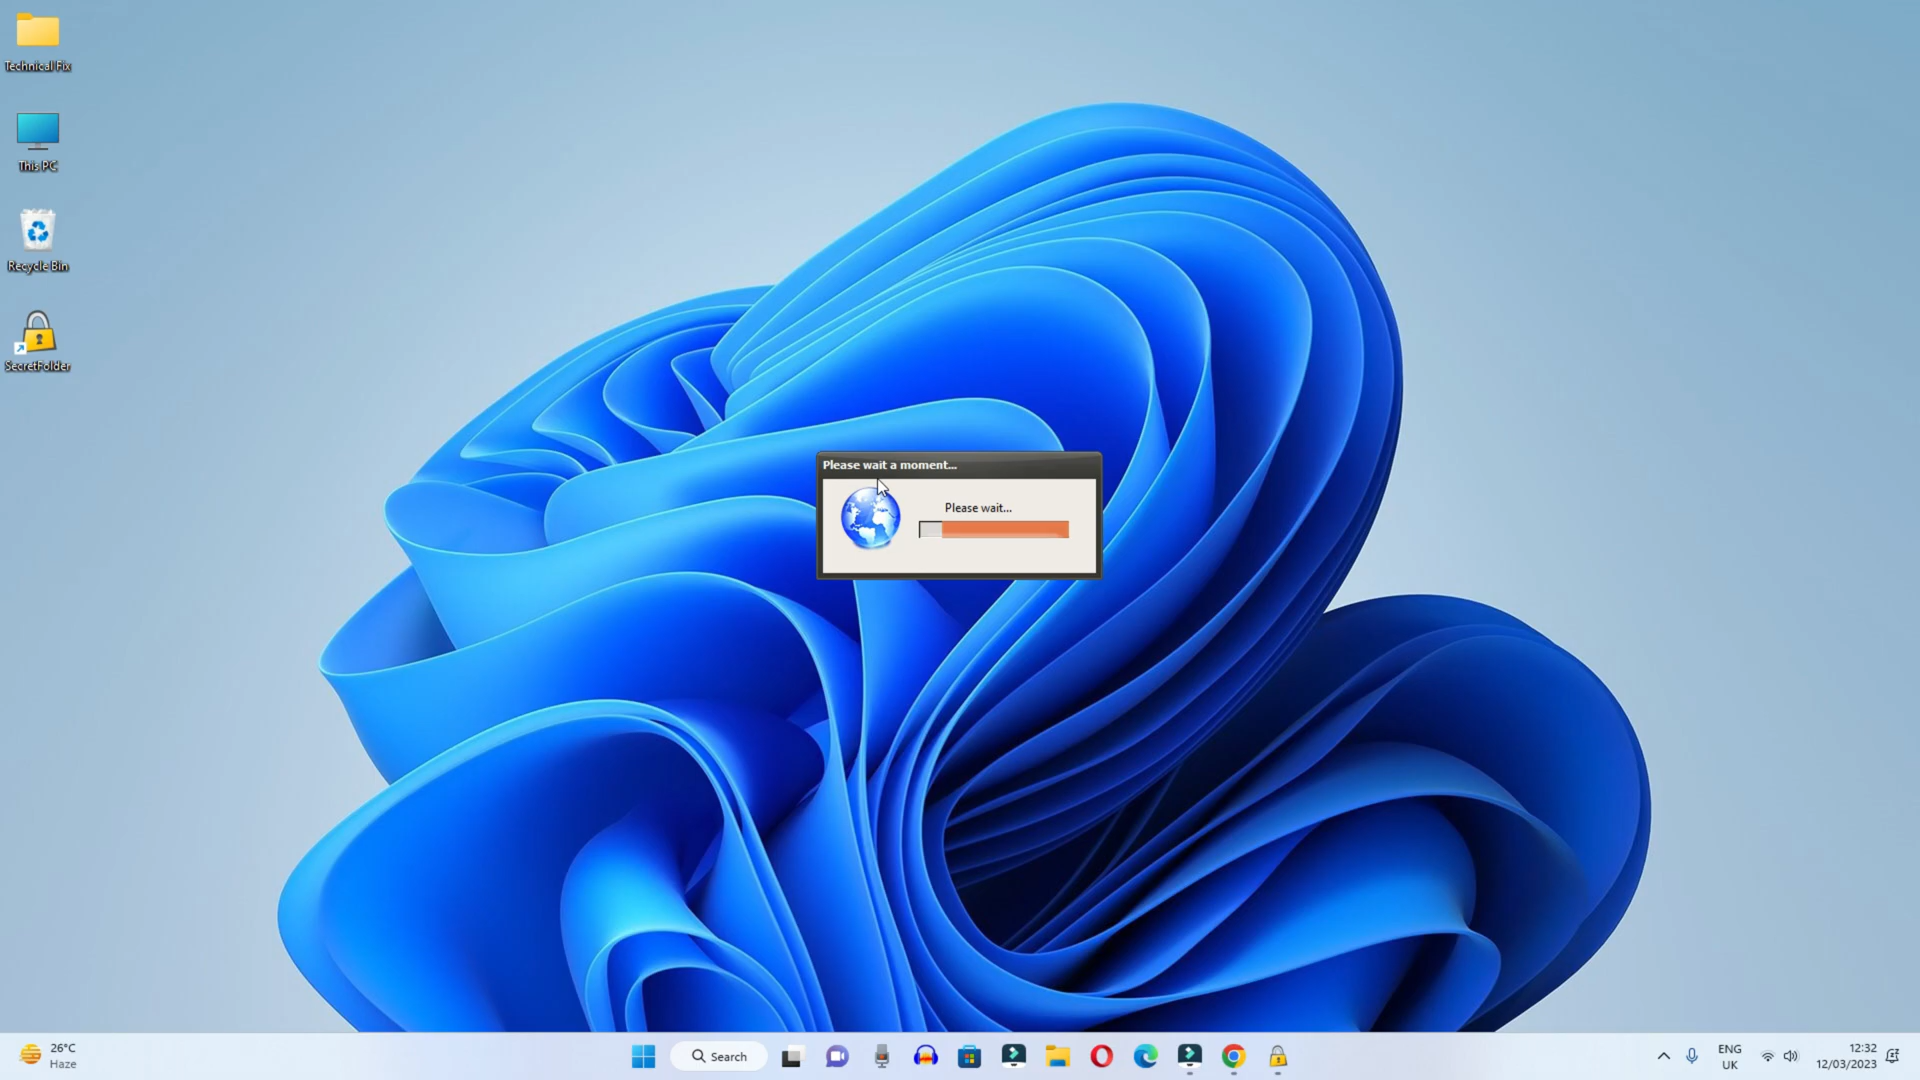 Technical Fix
This PC
Recycle Bin
SecretFolder
Please wait a moment...
Please wait...
26°C
Haze
Search
ENG
UK
12:32
12/03/2023